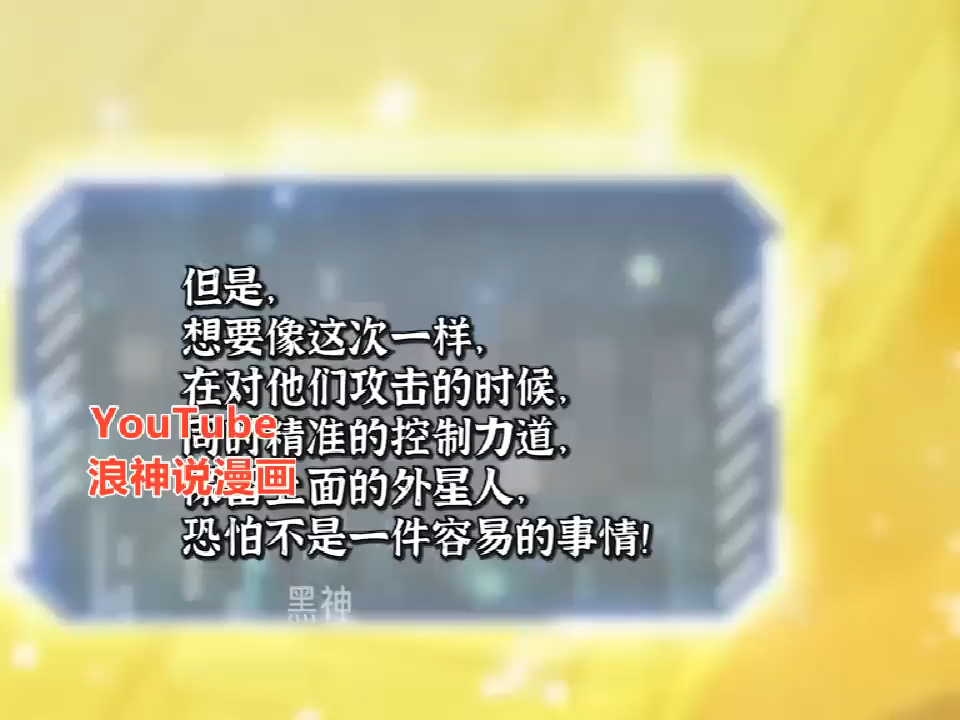 但是,
想要像这次一样,
在对他们攻击的时候,
同时精准的控制力道,
上面的外星人,
恐怕不是一件容易的事情!
YouTube
浪神说漫画
黑神